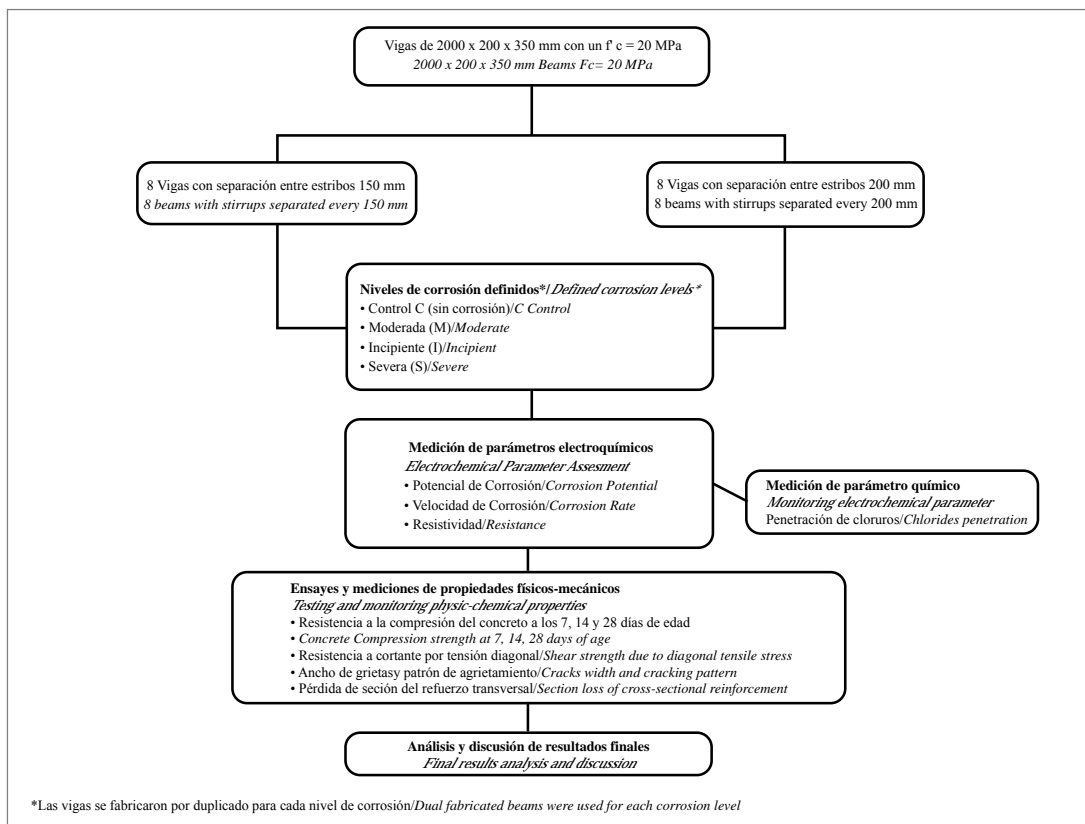 Vigas de 2000 x 200 x 350 mm con un f' c = 20 MPa
2000 x 200 x 350 mm Beams Fc= 20 MPa
8 Vigas con separación entre estribos 150 mm
8 beams with stirrups separated every 150 mm
8 Vigas con separación entre estribos 200 mm
8 beams with stirrups separated every 200 mm
Niveles de corrosión definidos*/ Defined corrosion levels*
• Control C (sin corrosión)/C Control
• Moderada (M)/Moderate
• Incipiente (I)/Incipient
• Severa (S)/Severe
Medición de parámetros electroquímicos
Electrochemical Parameter Assesment
• Potencial de Corrosión/Corrosion Potential
• Velocidad de Corrosión/Corrosion Rate
• Resistividad/Resistance
Medición de parámetro químico
Monitoring electrochemical parameter
Penetración de cloruros/Chlorides penetration
Ensayes y mediciones de propiedades físicos-mecánicos
Testing and monitoring physic-chemical properties
• Resistencia a la compresión del concreto a los 7, 14 y 28 días de edad
• Concrete Compression strength at 7, 14, 28 days of age
• Resistencia a cortante por tensión diagonal/Shear strength due to diagonal tensile stress
• Ancho de grietasy patrón de agrietamiento/Cracks width and cracking pattern
• Pérdida de seción del refuerzo transversal/Section loss of cross-sectional reinforcement
Análisis y discusión de resultados finales
Final results analysis and discussion
*Las vigas se fabricaron por duplicado para cada nivel de corrosión/Dual fabricated beams were used for each corrosion level